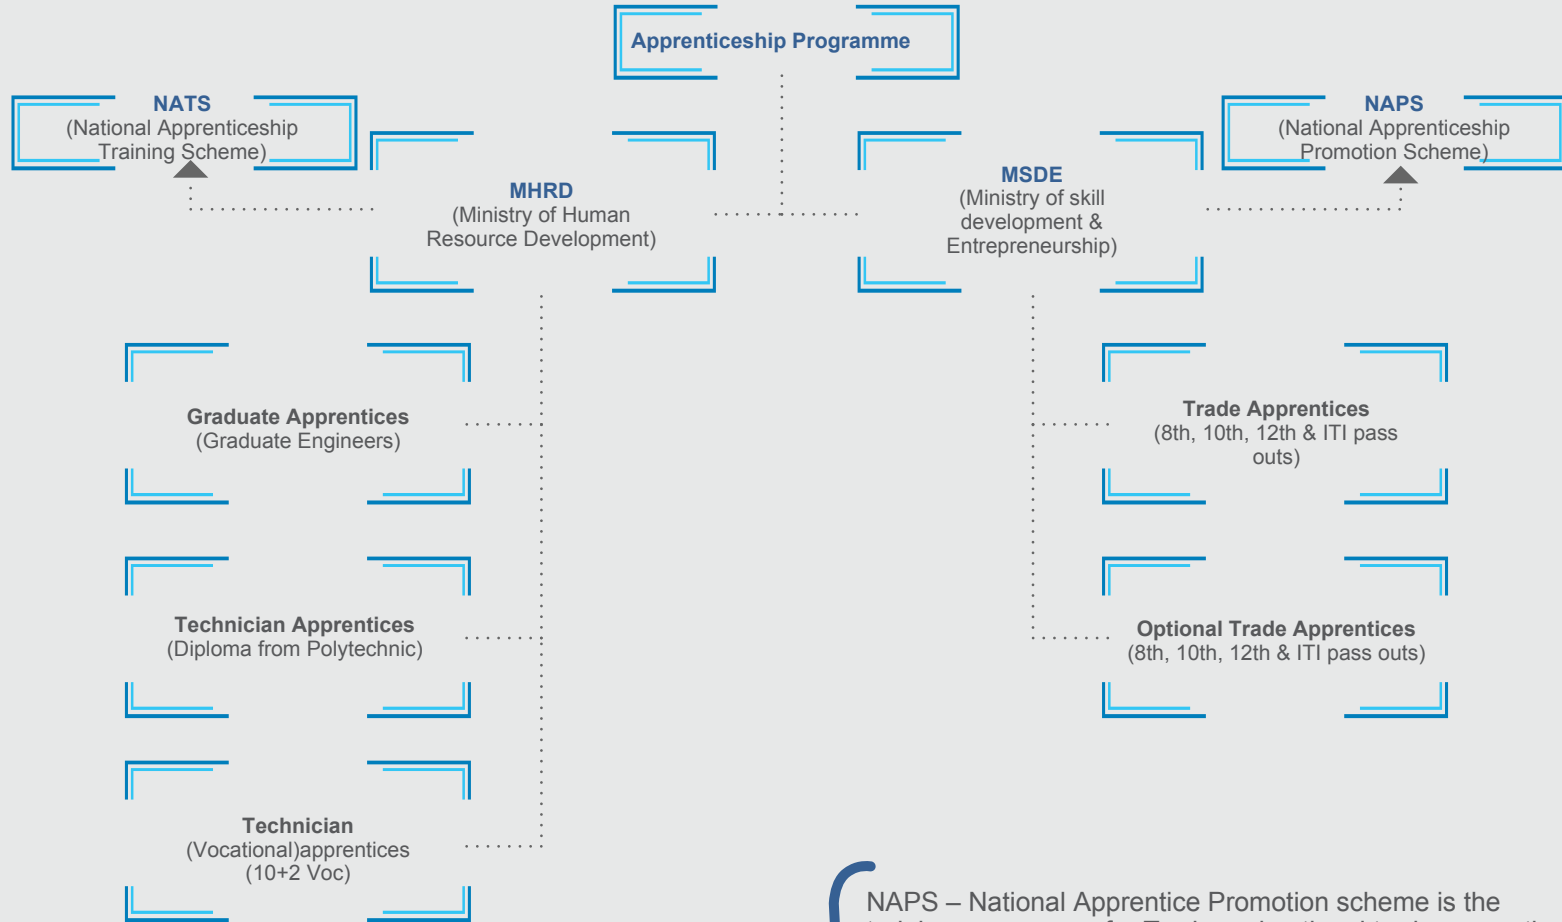 Apprenticeship Programme
NATS
(National Apprenticeship
Training Scheme)
NAPS
(National Apprenticeship
Promotion Scheme)
MHRD
(Ministry of Human
Resource Development)
MSDE
(Ministry of skill
development &
Entrepreneurship)
Graduate Apprentices
(Graduate Engineers)
Technician Apprentices
(Diploma from Polytechnic)
Technician
(Vocational)apprentices
(10+2 Voc)
Trade Apprentices
(8th, 10th, 12th & ITI pass
outs)
Optional Trade Apprentices
(8th, 10th, 12th & ITI pass outs)
NAPS – National Apprentice Promotion scheme is the